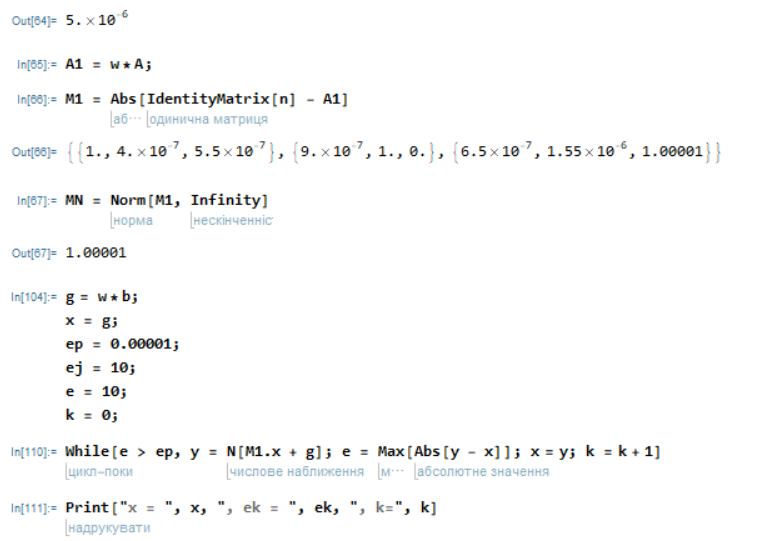 Out[64]= 5. × 10^-6
In[65]:= A1 = w * A;
In[66]:= M1 = Abs[IdentityMatrix[n] - A1]
аб··· одинична матриця
Out[66]= {{1., 4. × 10^-7, 5.5 × 10^-7}, {9. × 10^-7, 1., 0.}, {6.5 × 10^-7, 1.55 × 10^-6, 1.00001}}
In[67]:= MN = Norm[M1, Infinity]
норма нескінченніс
Out[67]= 1.00001
In[104]:= g = w * b;
x = g;
ep = 0.00001;
ej = 10;
e = 10;
k = 0;
In[110]:= While[e > ep, y = N[M1.x + g]; e = Max[Abs[y - x]]; x = y; k = k + 1]
цикл-поки числове наближення м··· абсолютне значення
In[111]:= Print["x = ", x, ", ek = ", ek, ", k=", k]
надрукувати